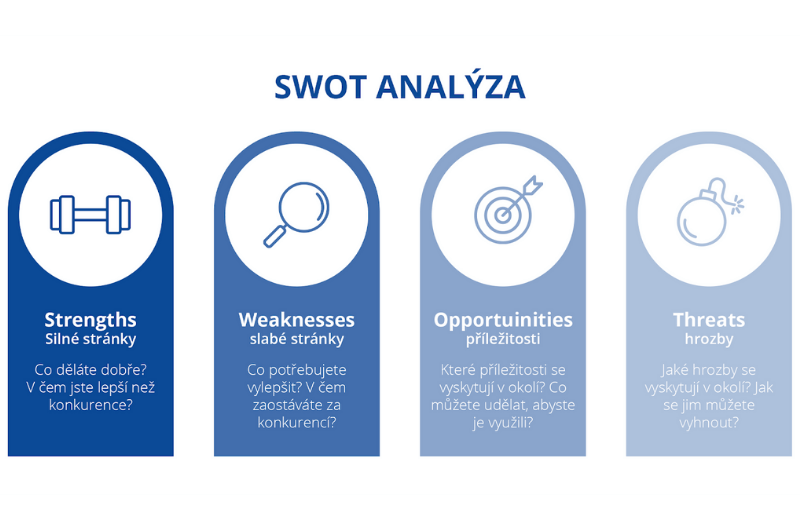 SWOT ANALÝZA
Strengths
Silné stránky
Co děláte dobře?
V čem jste lepší než
konkurence?
Weaknesses
slabé stránky
Co potřebujete
vylepšit? V čem
zaostáváte za
konkurencí?
Opportuinities
příležitosti
Které příležitosti se
vyskytují v okolí? Co
můžete udělat, abyste
je využili?
Threats
hrozby
Jaké hrozby se
vyskytují v okolí? Jak
se jim můžete
vyhnout?